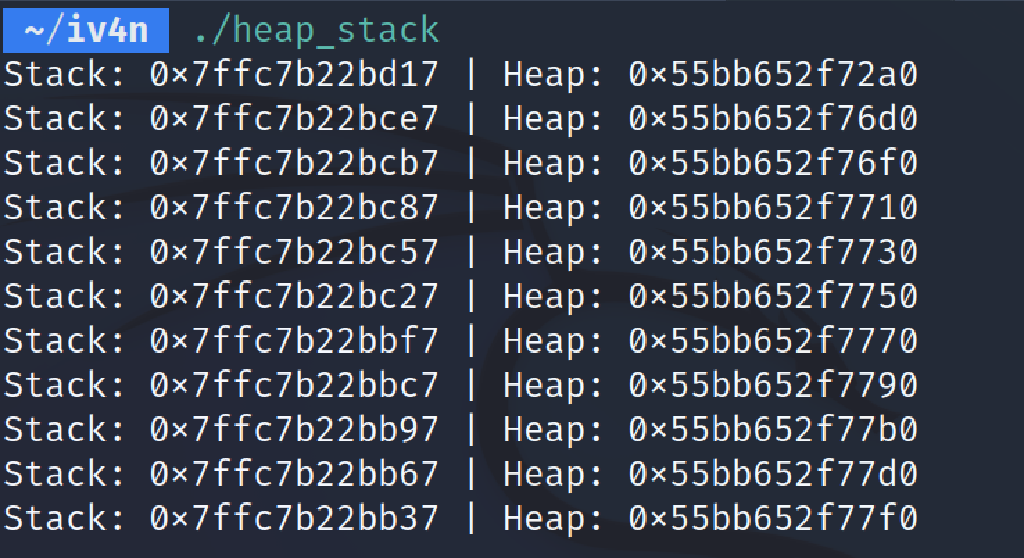 ~/iv4n ./heap_stack
Stack: 0×7ffc7b22bd17 | Heap: 0×55bb652f72a0
Stack: 0×7ffc7b22bce7 | Heap: 0×55bb652f76d0
Stack: 0×7ffc7b22bcb7 | Heap: 0×55bb652f76f0
Stack: 0×7ffc7b22bc87 | Heap: 0×55bb652f7710
Stack: 0×7ffc7b22bc57 | Heap: 0×55bb652f7730
Stack: 0×7ffc7b22bc27 | Heap: 0×55bb652f7750
Stack: 0×7ffc7b22bbf7 | Heap: 0×55bb652f7770
Stack: 0×7ffc7b22bbc7 | Heap: 0×55bb652f7790
Stack: 0×7ffc7b22bb97 | Heap: 0×55bb652f77b0
Stack: 0×7ffc7b22bb67 | Heap: 0×55bb652f77d0
Stack: 0×7ffc7b22bb37 | Heap: 0×55bb652f77f0